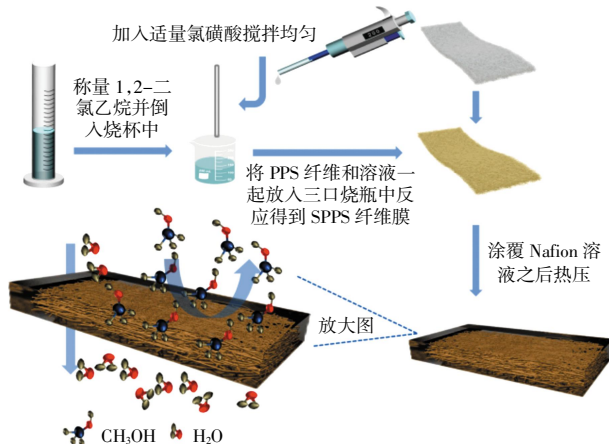 加入适量氯磺酸搅拌均匀
称量 1,2-二
氯乙烷并倒
入烧杯中
将 PPS 纤维和溶液一
起放入三口烧瓶中反
应得到 SPPS 纤维膜
涂覆 Nafion 溶
液之后热压
放大图
CH₃OH H₂O